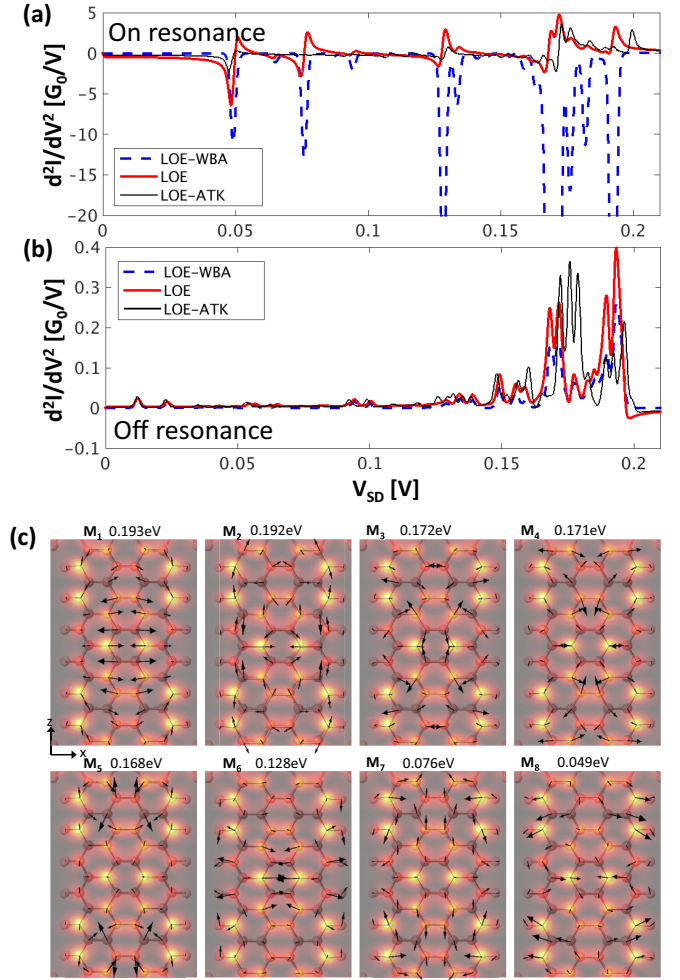 (a)
On resonance
d²I/dV² [G₀/V]
5
0
-5
-10
-15
-20
LOE-WBA
LOE
LOE-ATK
0 0.05 0.1 0.15 0.2
(b)
d²I/dV² [G₀/V]
0.4
0.3
0.2
0.1
0
-0.1
LOE-WBA
LOE
LOE-ATK
Off resonance
0 0.05 0.1 0.15 0.2
V_SD [V]
(c)
M₁ 0.193eV M₂ 0.192eV M₃ 0.172eV M₄ 0.171eV
z
x
M₅ 0.168eV M₆ 0.128eV M₇ 0.076eV M₈ 0.049eV